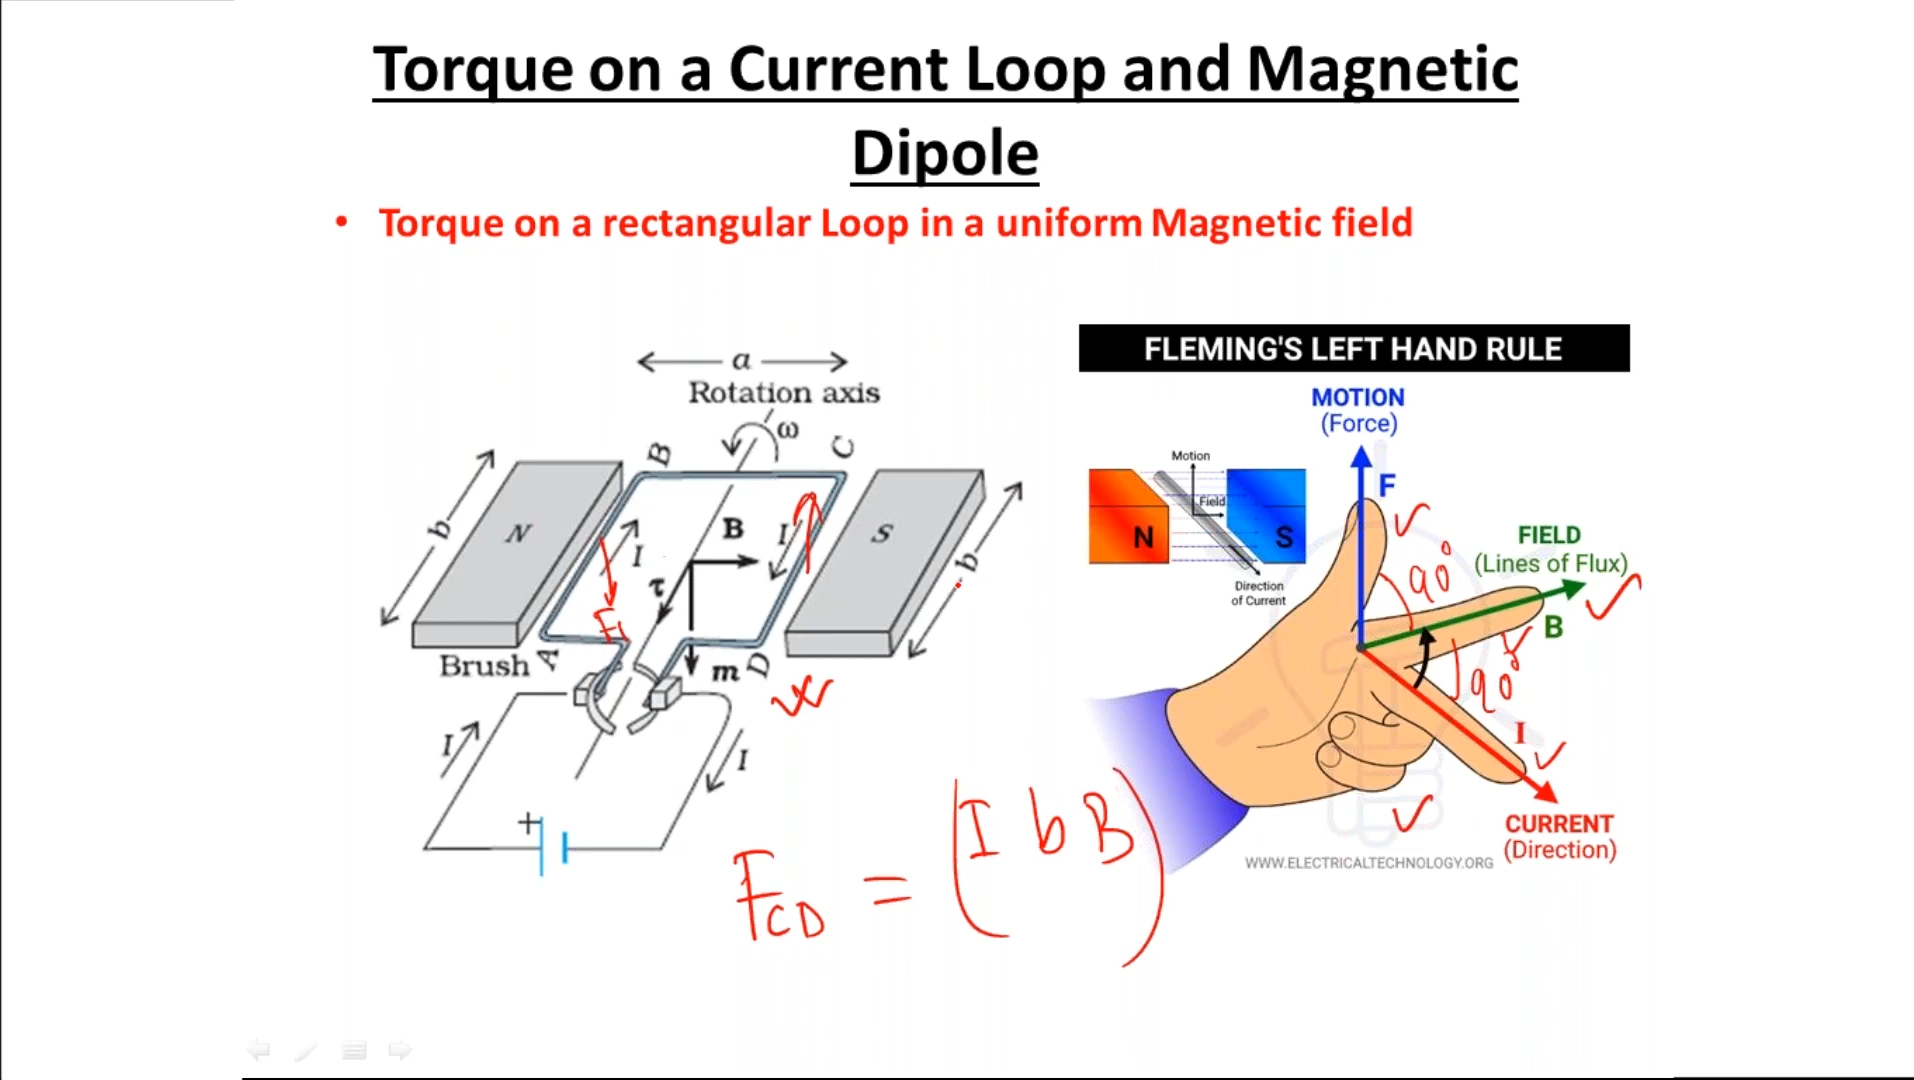 Torque on a Current Loop and Magnetic
Dipole
• Torque on a rectangular Loop in a uniform Magnetic field
a
Rotation axis
ω
B
C
b
N
I
B
I
S
b
τ
F₁
Brush
A
m
D
I
I
+
F_CD = (I b B)
FLEMING'S LEFT HAND RULE
MOTION
(Force)
F
Motion
Field
N
S
Direction
of Current
90°
FIELD
(Lines of Flux)
B
90°
I
CURRENT
(Direction)
WWW.ELECTRICALTECHNOLOGY.ORG